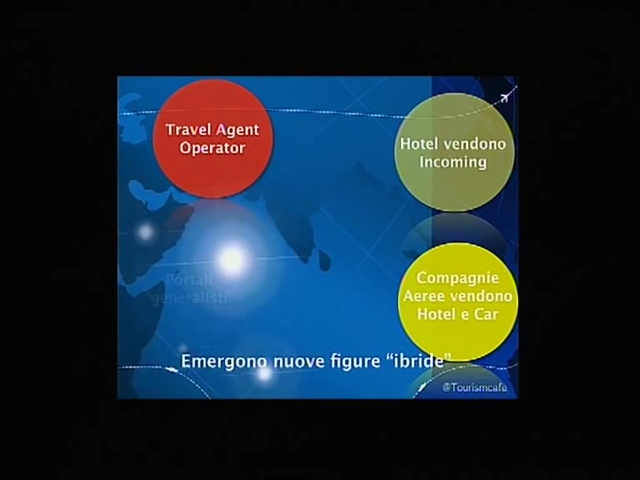 Travel Agent
Operator
Hotel vendono
Incoming
Portali
generalisti"
Compagnie
Aeree vendono
Hotel e Car
Emergono nuove figure “ibride”
@Tourismcafe